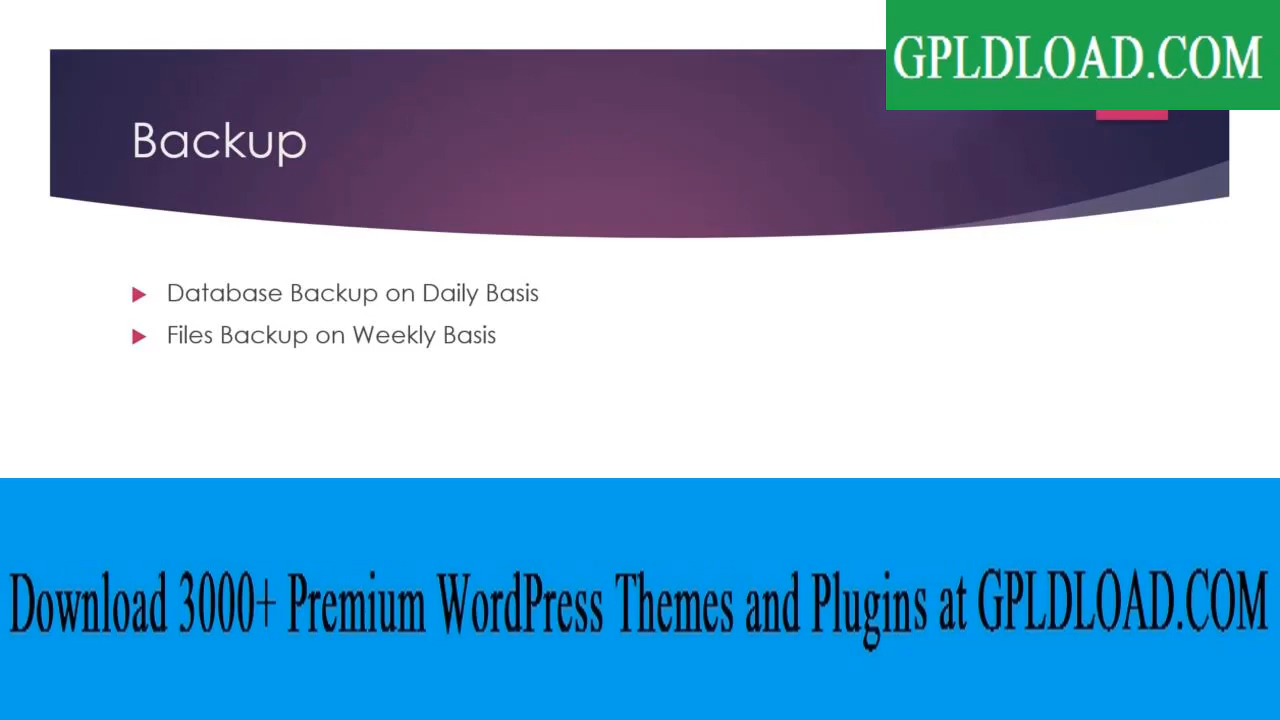 GPLDLOAD.COM
Backup
Database Backup on Daily Basis
Files Backup on Weekly Basis
Download 3000+ Premium WordPress Themes and Plugins at GPLDLOAD.COM